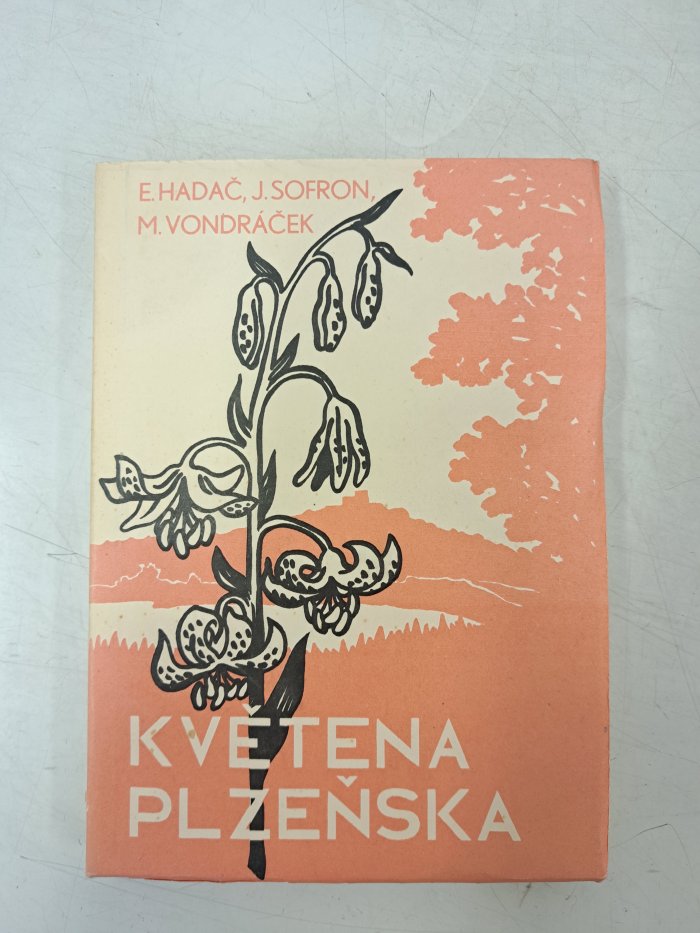 E. HADAČ, J. SOFRON,
M. VONDRÁČEK
KVĚTENA
PLZEŇSKA